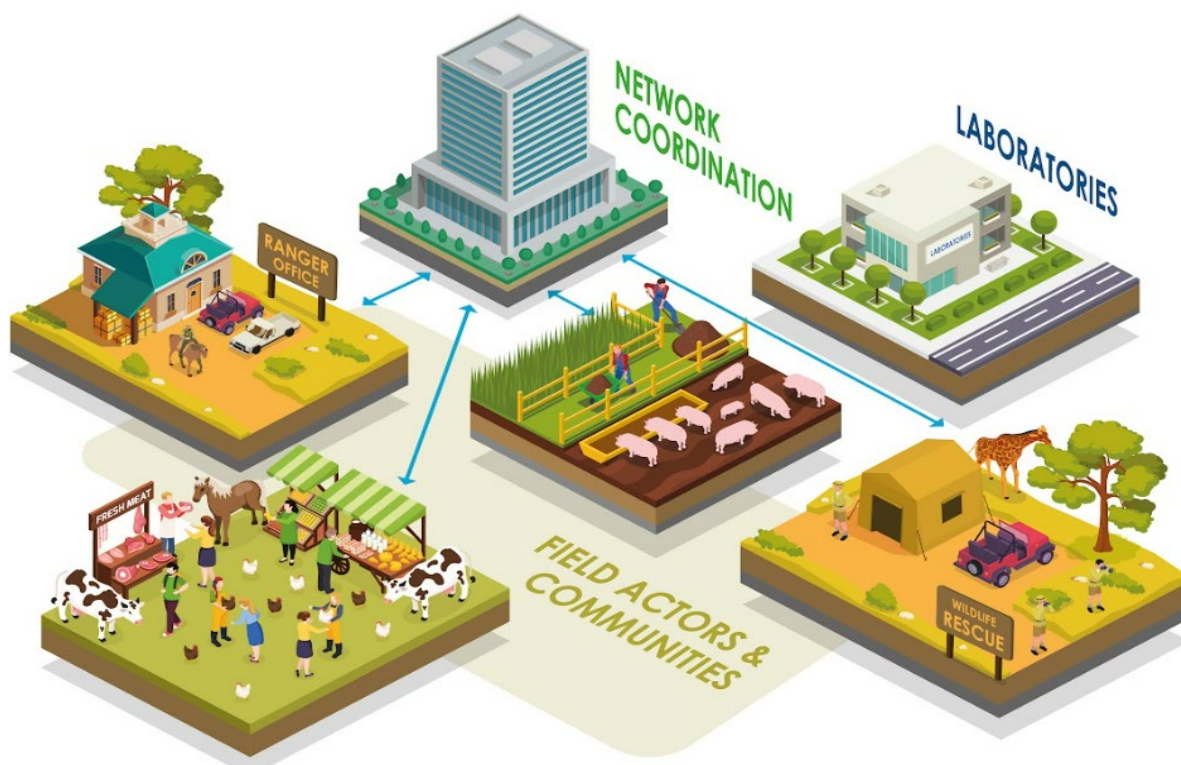 NETWORK
COORDINATION
LABORATORIES
LABORATORIES
RANGER
OFFICE
FRESH MEAT
FIELD ACTORS &
COMMUNITIES
WILDLIFE
RESCUE